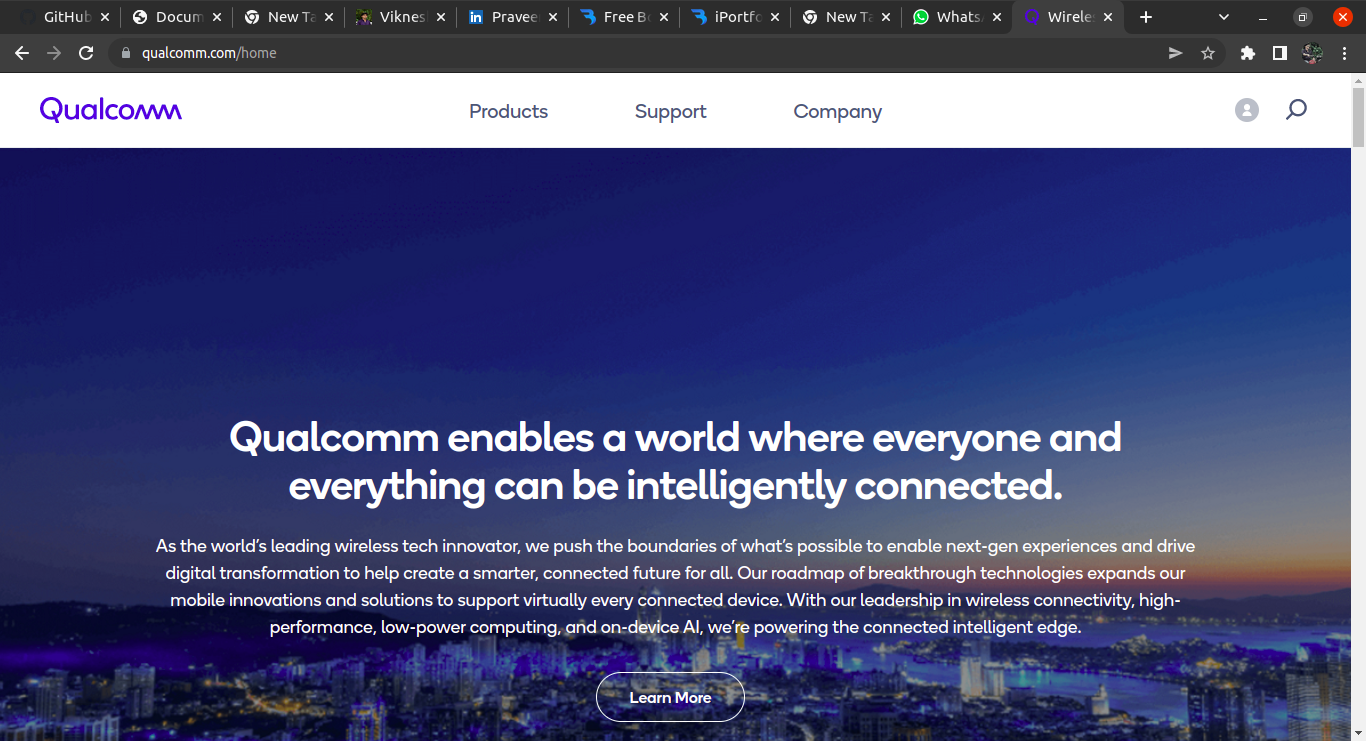 GitHub
Docum
New Ta
Viknes
Pravee
Free Bo
iPortfo
New Ta
Whats
Wirele
qualcomm.com/home
Qualcomm
Products
Support
Company
Qualcomm enables a world where everyone and
everything can be intelligently connected.
As the world's leading wireless tech innovator, we push the boundaries of what's possible to enable next-gen experiences and drive
digital transformation to help create a smarter, connected future for all. Our roadmap of breakthrough technologies expands our
mobile innovations and solutions to support virtually every connected device. With our leadership in wireless connectivity, high-
performance, low-power computing, and on-device AI, we're powering the connected intelligent edge.
Learn More